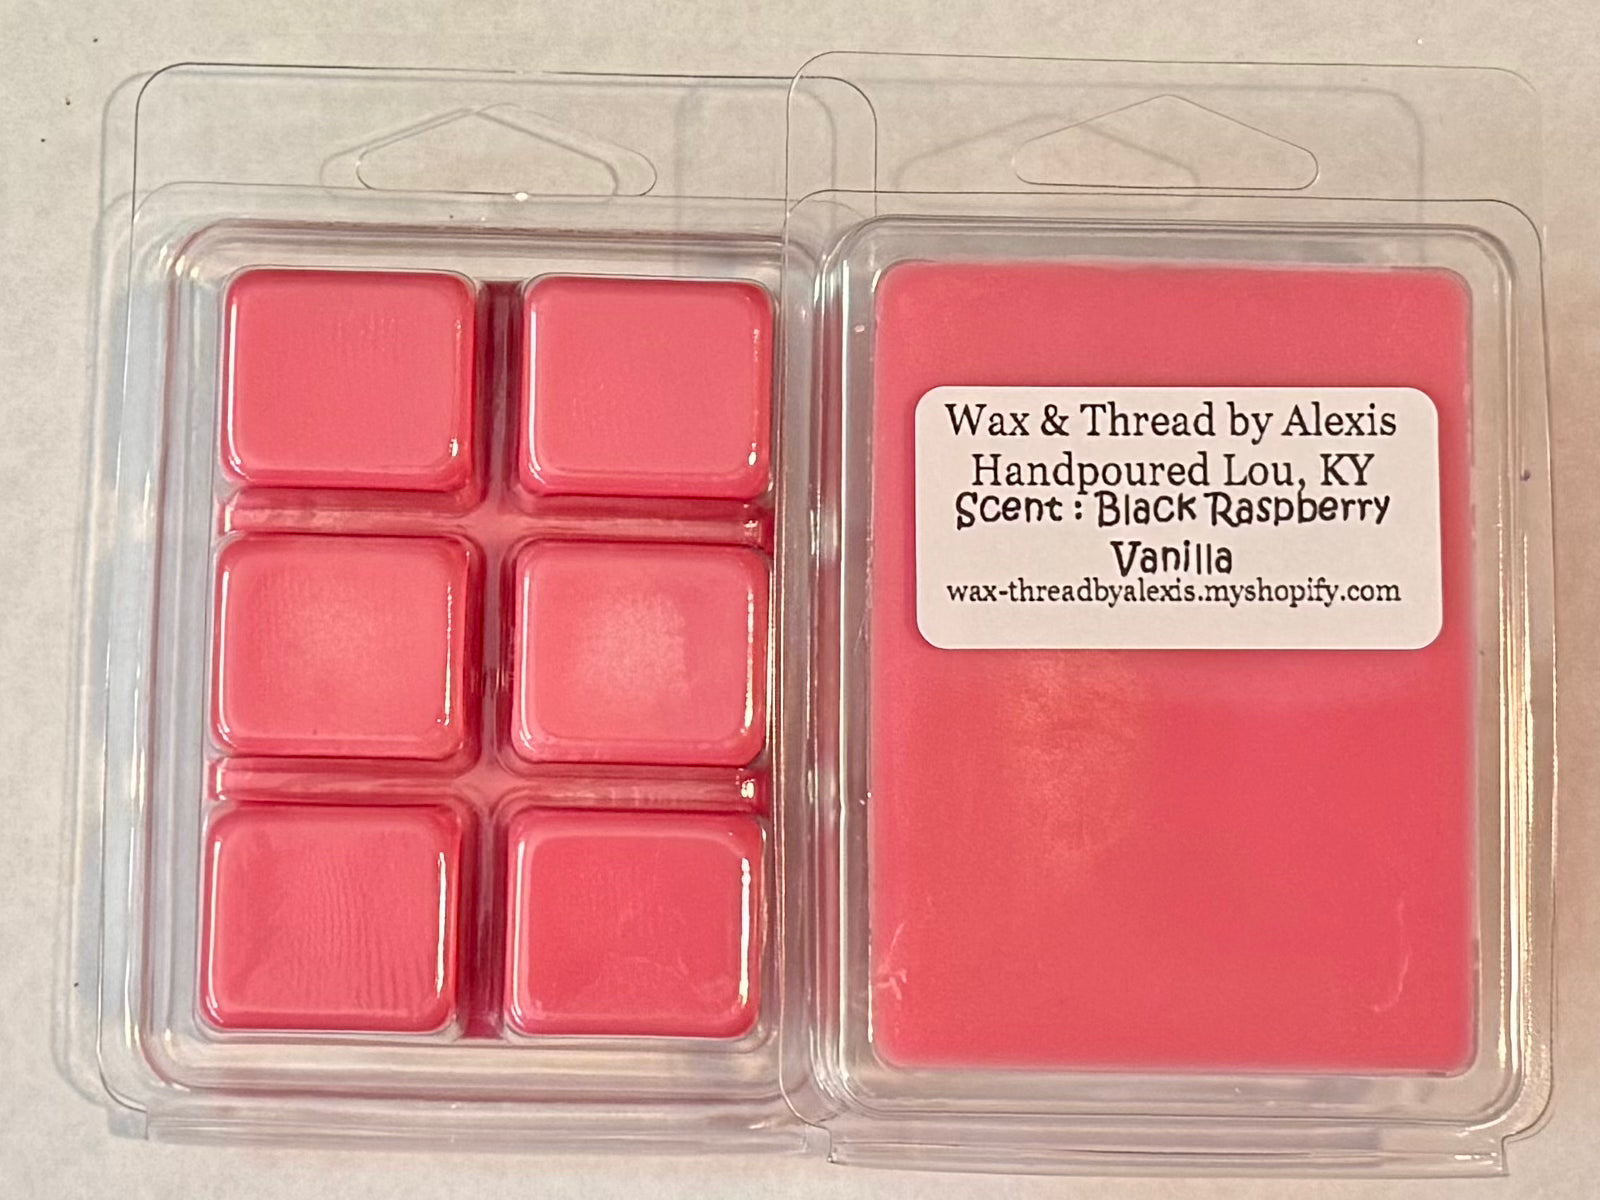 Wax & Thread by Alexis
Handpoured Lou, KY
Scent : Black Raspberry
Vanilla
wax-threadbyalexis.myshopify.com